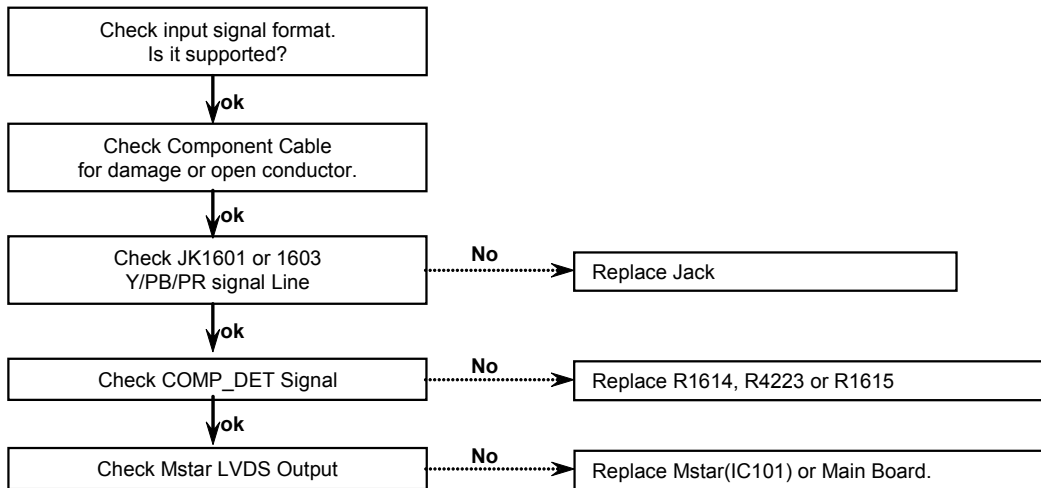 Check input signal format.
Is it supported?
ok
Check Component Cable
for damage or open conductor.
ok
Check JK1601 or 1603
Y/PB/PR signal Line
No
Replace Jack
ok
Check COMP_DET Signal
No
Replace R1614, R4223 or R1615
ok
Check Mstar LVDS Output
No
Replace Mstar(IC101) or Main Board.